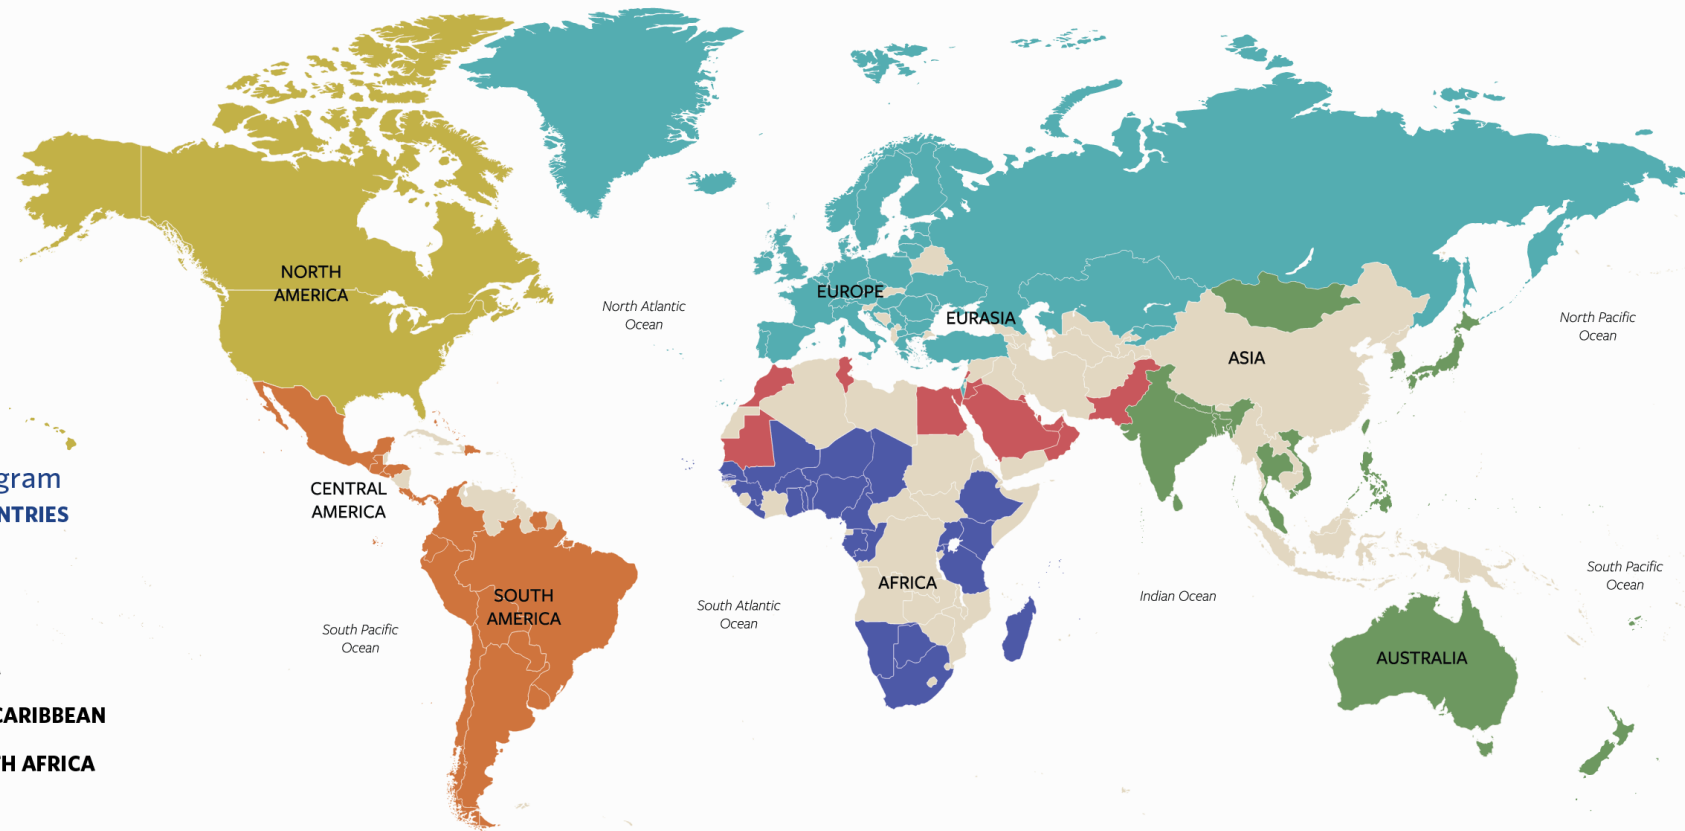 NORTH
AMERICA
North Atlantic
Ocean
EUROPE
EURASIA
North Pacific
Ocean
ASIA
gram
NTRIES
CENTRAL
AMERICA
SOUTH
AMERICA
South Pacific
Ocean
South Atlantic
Ocean
AFRICA
Indian Ocean
South Pacific
Ocean
AUSTRALIA
CARIBBEAN
H AFRICA